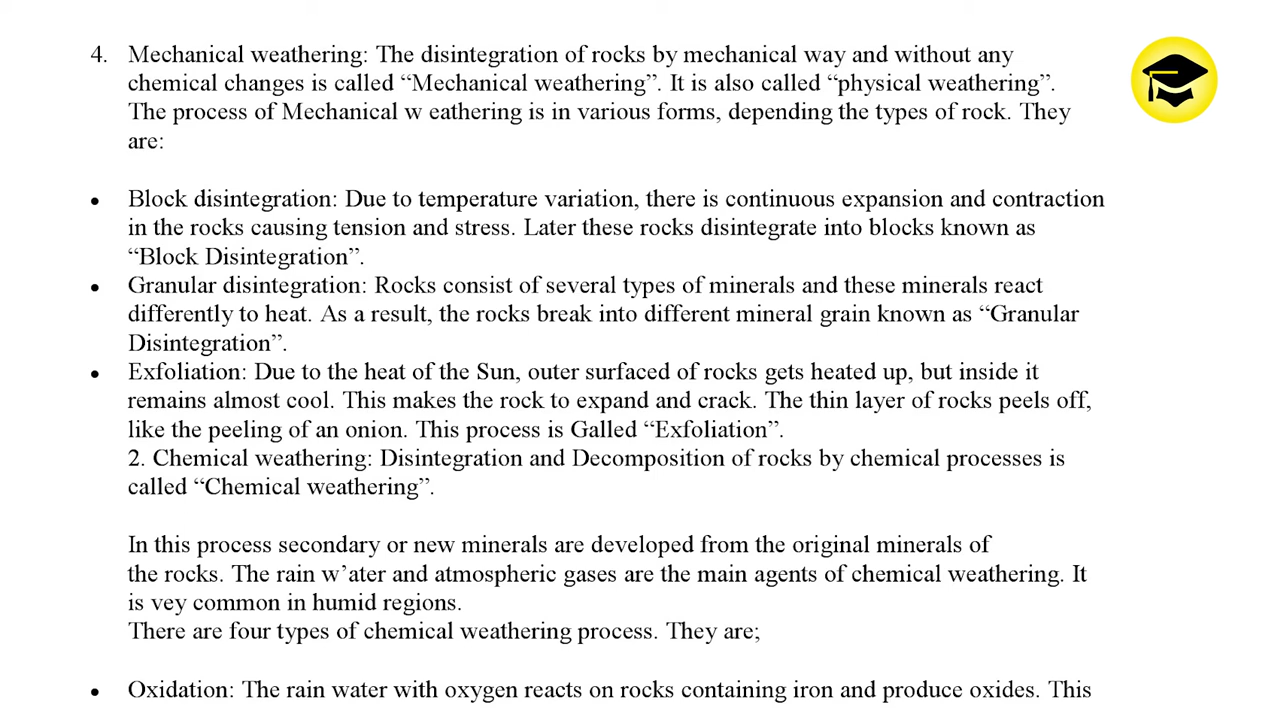 4. Mechanical weathering: The disintegration of rocks by mechanical way and without any
chemical changes is called “Mechanical weathering”. It is also called “physical weathering”.
The process of Mechanical w eathering is in various forms, depending the types of rock. They
are:
• Block disintegration: Due to temperature variation, there is continuous expansion and contraction
in the rocks causing tension and stress. Later these rocks disintegrate into blocks known as
“Block Disintegration”.
• Granular disintegration: Rocks consist of several types of minerals and these minerals react
differently to heat. As a result, the rocks break into different mineral grain known as “Granular
Disintegration”.
• Exfoliation: Due to the heat of the Sun, outer surfaced of rocks gets heated up, but inside it
remains almost cool. This makes the rock to expand and crack. The thin layer of rocks peels off,
like the peeling of an onion. This process is Galled “Exfoliation”.
2. Chemical weathering: Disintegration and Decomposition of rocks by chemical processes is
called “Chemical weathering”.
In this process secondary or new minerals are developed from the original minerals of
the rocks. The rain w’ater and atmospheric gases are the main agents of chemical weathering. It
is vey common in humid regions.
There are four types of chemical weathering process. They are;
• Oxidation: The rain water with oxygen reacts on rocks containing iron and produce oxides. This